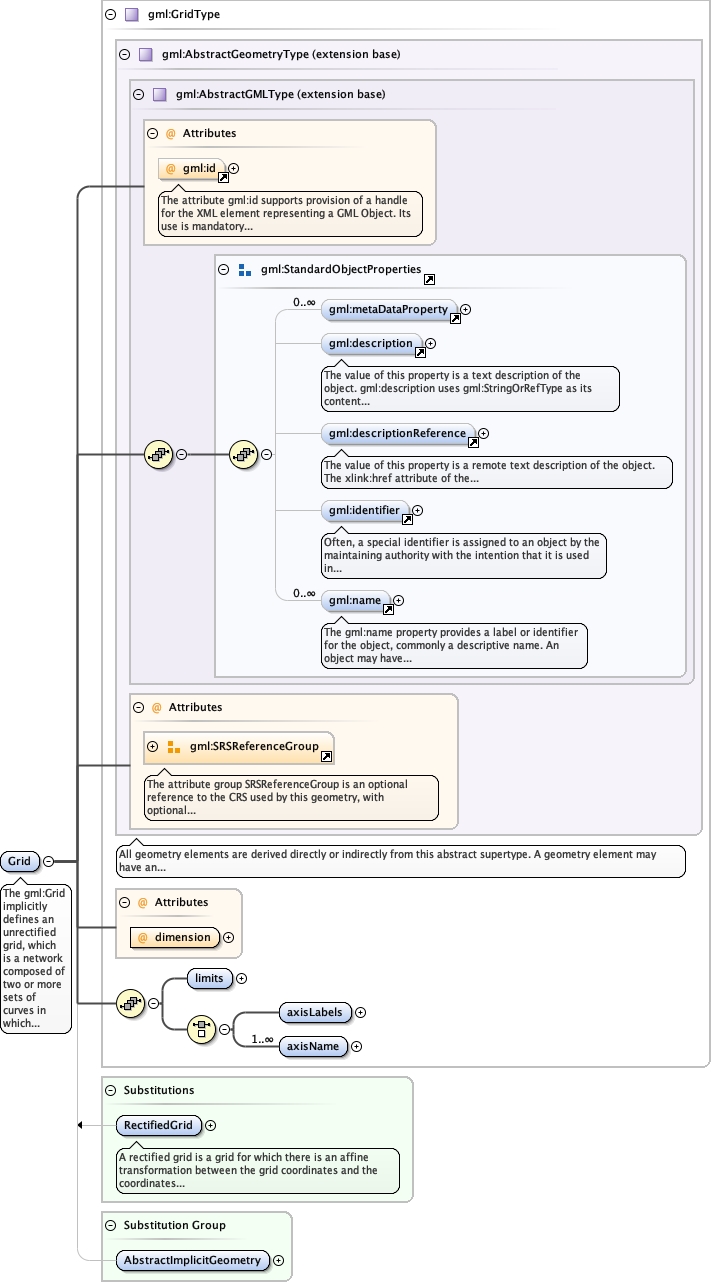 gml:GridType
gml:AbstractGeometryType (extension base)
gml:AbstractGMLType (extension base)
@ Attributes
@ gml:id
The attribute gml:id supports provision of a handle
for the XML element representing a GML Object. Its
use is mandatory...
gml:StandardObjectProperties
0..∞
gml:metaDataProperty
gml:description
The value of this property is a text description of the
object. gml:description uses gml:StringOrRefType as its
content...
gml:descriptionReference
The value of this property is a remote text description of the object.
The xlink:href attribute of the...
gml:identifier
Often, a special identifier is assigned to an object by the
maintaining authority with the intention that it is used
in...
0..∞
gml:name
The gml:name property provides a label or identifier
for the object, commonly a descriptive name. An
object may have...
@ Attributes
gml:SRSReferenceGroup
The attribute group SRSReferenceGroup is an optional
reference to the CRS used by this geometry, with
optional...
All geometry elements are derived directly or indirectly from this abstract supertype. A geometry element may
have an...
Grid
The gml:Grid
implicitly
defines an
unrectified
grid, which
is a network
composed of
two or more
sets of
curves in
which...
@ Attributes
@ dimension
limits
axisLabels
1..∞
axisName
Substitutions
RectifiedGrid
A rectified grid is a grid for which there is an affine
transformation between the grid coordinates and the
coordinates...
Substitution Group
AbstractImplicitGeometry